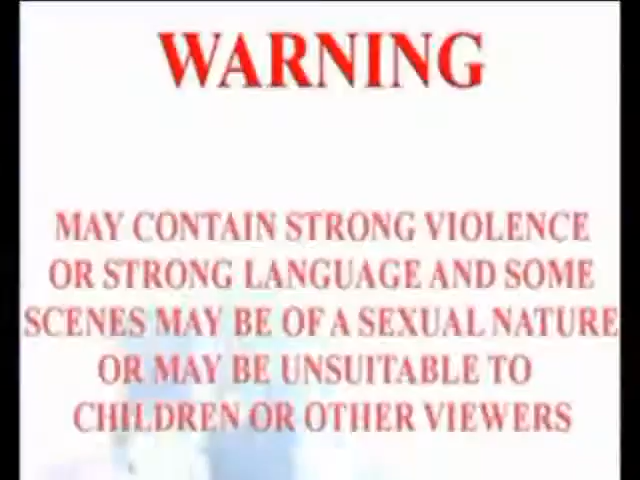 WARNING
MAY CONTAIN STRONG VIOLENCE
OR STRONG LANGUAGE AND SOME
SCENES MAY BE OF A SEXUAL NATURE
OR MAY BE UNSUITABLE TO
CHILDREN OR OTHER VIEWERS